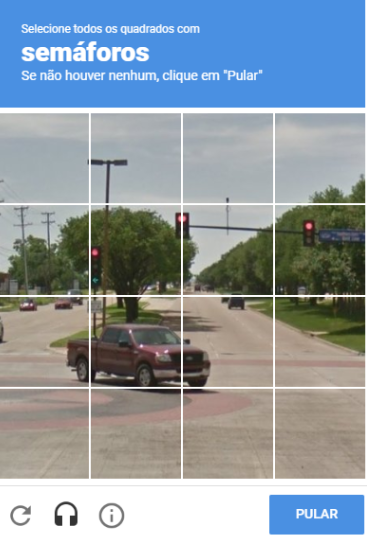 Selecione todos os quadrados com
semáforos
Se não houver nenhum, clique em "Pular"
PULAR